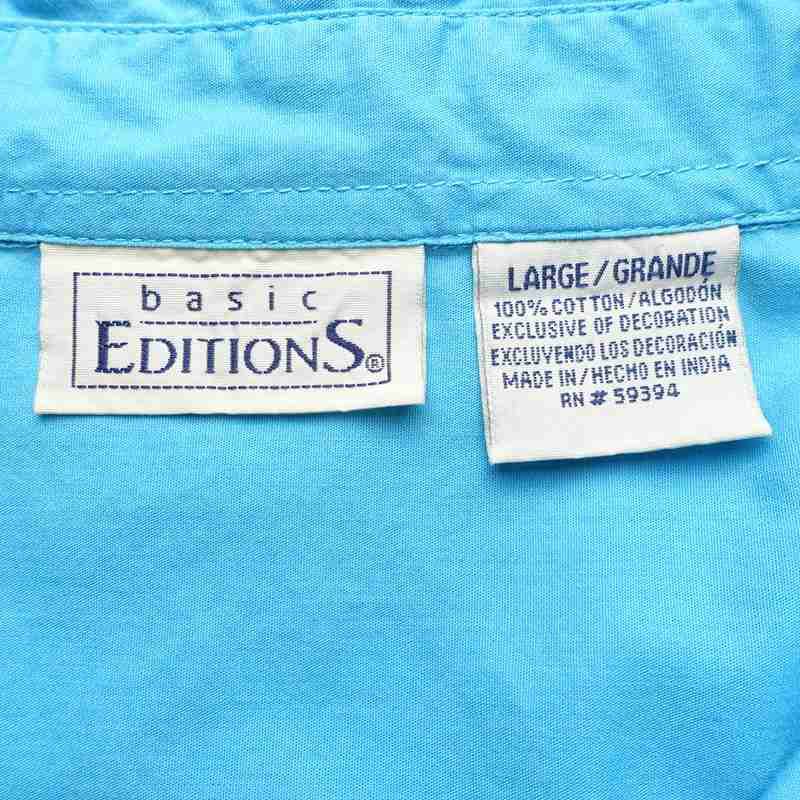 basic
EDITIONS®
LARGE/GRANDE
100% COTTON/ALGODÓN
EXCLUSIVE OF DECORATION
EXCLUYENDO LOS DECORACIÓN
MADE IN/HECHO EN INDIA
RN # 59394